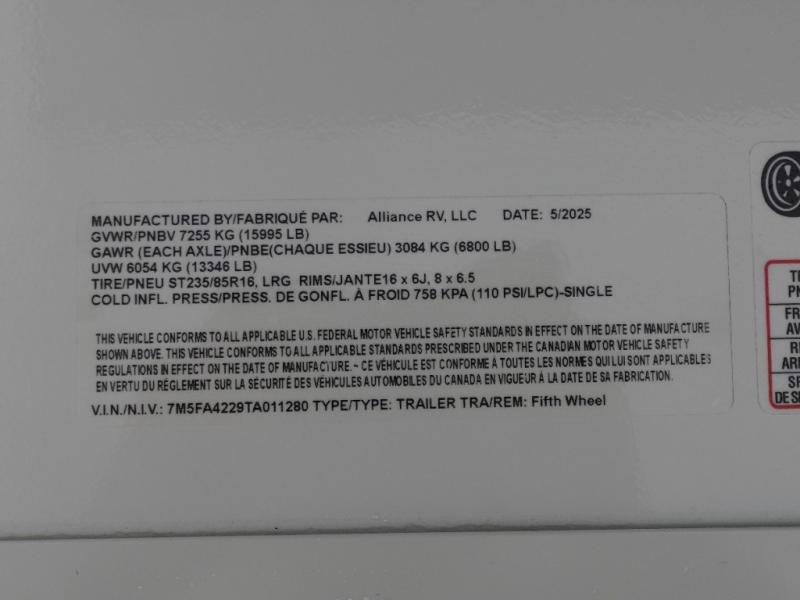 MANUFACTURED BY/FABRIQUÉ PAR: Alliance RV, LLC DATE: 5/2025
GVWR/PNBV 7255 KG (15995 LB)
GAWR (EACH AXLE)/PNBE(CHAQUE ESSIEU) 3084 KG (6800 LB)
UVW 6054 KG (13346 LB)
TIRE/PNEU ST235/85R16, LRG RIMS/JANTE16 x 6J, 8 x 6.5
COLD INFL. PRESS/PRESS. DE GONFL. À FROID 758 KPA (110 PSI/LPC)-SINGLE
THIS VEHICLE CONFORMS TO ALL APPLICABLE U.S. FEDERAL MOTOR VEHICLE SAFETY STANDARDS IN EFFECT ON THE DATE OF MANUFACTURE
SHOWN ABOVE. THIS VEHICLE CONFORMS TO ALL APPLICABLE STANDARDS PRESCRIBED UNDER THE CANADIAN MOTOR VEHICLE SAFETY
REGULATIONS IN EFFECT ON THE DATE OF MANUFACTURE. - CE VÉHICULE EST CONFORME À TOUTES LES NORMES QUI LUI SONT APPLICABLES
EN VERTU DU RÉGLEMENT SUR LA SÉCURITÉ DES VÉHICULES AUTOMOBILES DU CANADA EN VIGUEUR À LA DATE DE SA FABRICATION.
V.I.N./N.I.V.: 7M5FA4229TA011280 TYPE/TYPE: TRAILER TRA/REM: Fifth Wheel
DE